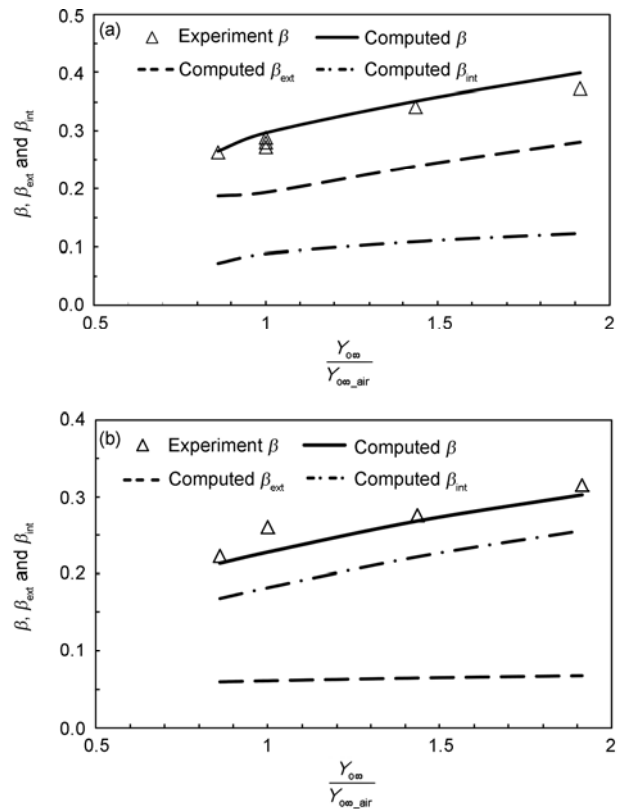 (a)
Experiment β
Computed β
Computed βext
Computed βint
0.5
0.4
0.3
0.2
0.1
0.0
β, βext and βint
0.5
1
1.5
2
Yo∞
Yo∞_air
(b)
Experiment β
Computed β
Computed βext
Computed βint
0.4
0.3
0.2
0.1
0.0
β, βext and βint
0.5
1
1.5
2
Yo∞
Yo∞_air